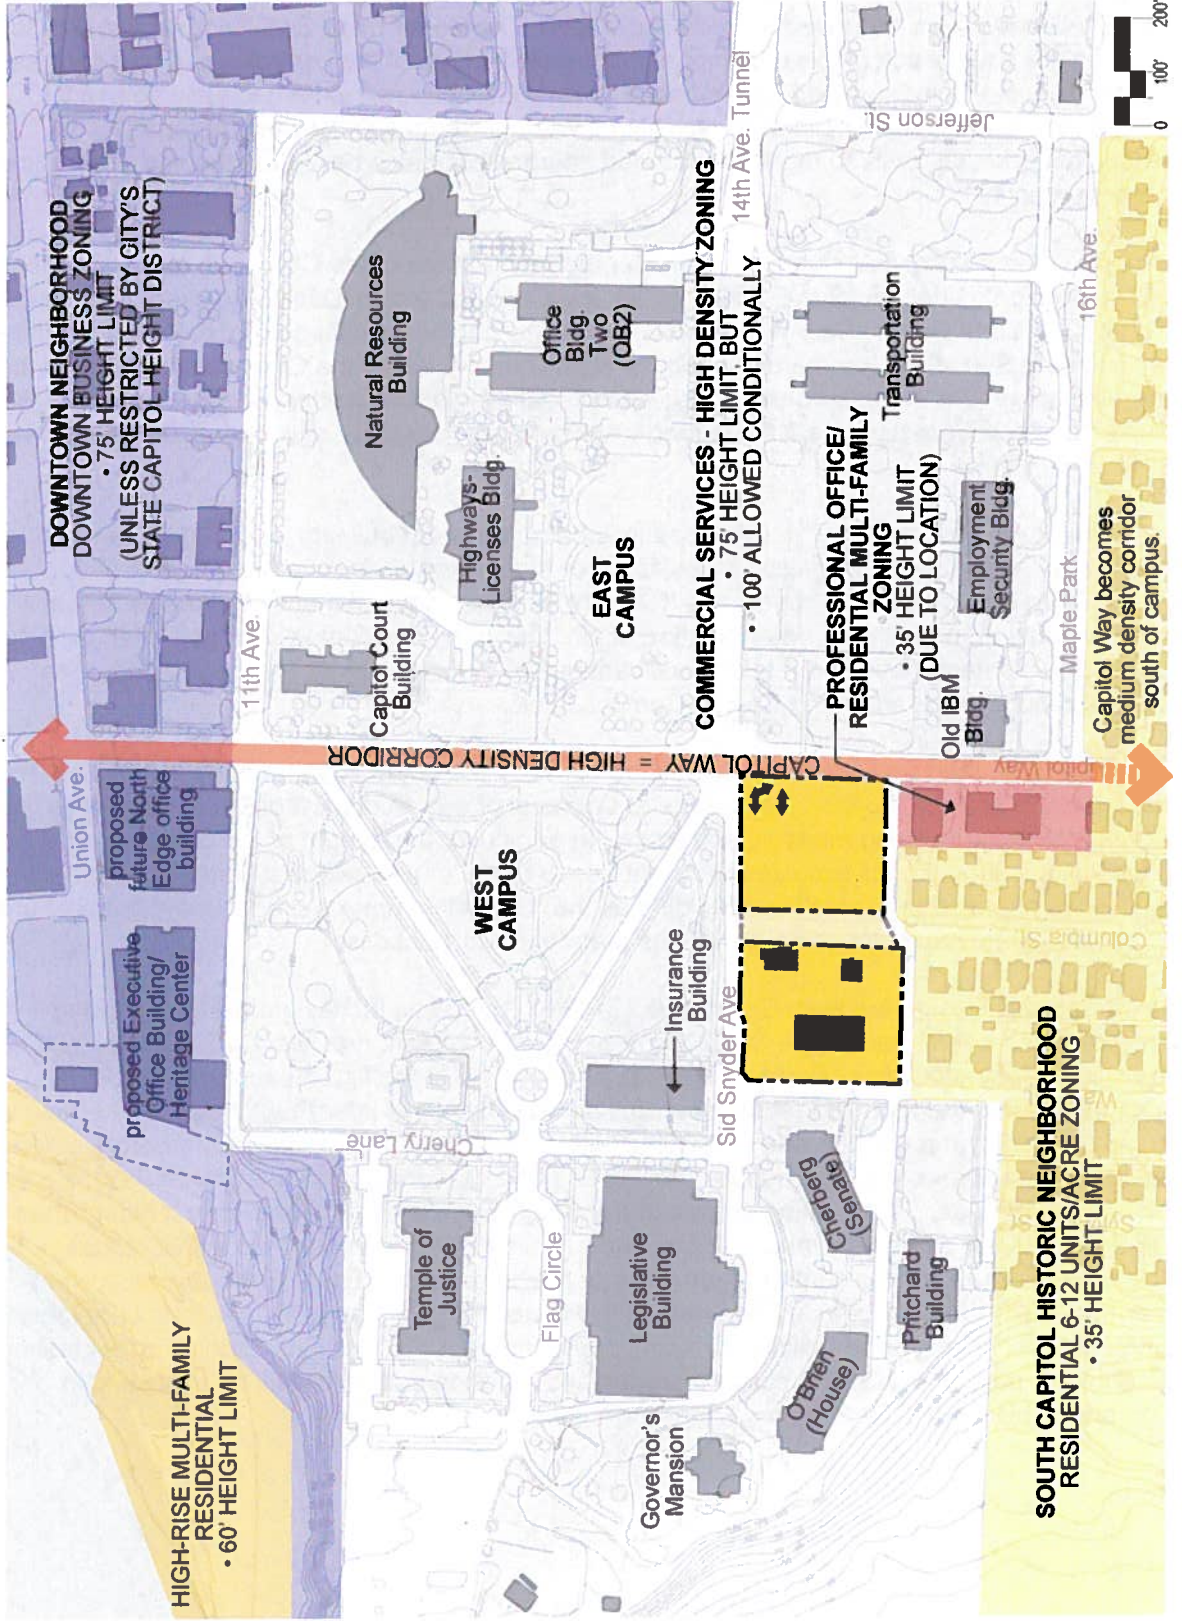 DOWNTOWN NEIGHBORHOOD
DOWNTOWN BUSINESS ZONING
• 75' HEIGHT LIMIT
(UNLESS RESTRICTED BY CITY'S
STATE CAPITOL HEIGHT DISTRICT)
HIGH-RISE MULTI-FAMILY
RESIDENTIAL
• 60' HEIGHT LIMIT
Union Ave.
proposed Executive
Office Building/
Heritage Center
proposed
future North
Edge office
building
11th Ave
Capitol Court
Building
Natural Resources
Building
Highways-
Licenses Bldg.
Office
Bldg.
Two
(OB2)
EAST
CAMPUS
CAPITOL WAY = HIGH DENSITY CORRIDOR
Cherry Lane
Temple of
Justice
Flag Circle
WEST
CAMPUS
Legislative
Building
Insurance
Building
Governor's
Mansion
Sid Snyder Ave
14th Ave. Tunnel
COMMERCIAL SERVICES - HIGH DENSITY ZONING
• 75' HEIGHT LIMIT, BUT
• 100' ALLOWED CONDITIONALLY
O'Brien
(House)
Cherberg
(Senate)
Pritchard
Building
PROFESSIONAL OFFICE/
RESIDENTIAL MULTI-FAMILY
ZONING
• 35' HEIGHT LIMIT
(DUE TO LOCATION)
Transportation
Building
Jefferson St.
Old IBM
Bldg.
Employment
Security Bldg.
Capitol Way
Maple Park
16th Ave.
Columbia St
SOUTH CAPITOL HISTORIC NEIGHBORHOOD
RESIDENTIAL 6-12 UNITS/ACRE ZONING
• 35' HEIGHT LIMIT
Capitol Way becomes
medium density corridor
south of campus.
0 100' 200'